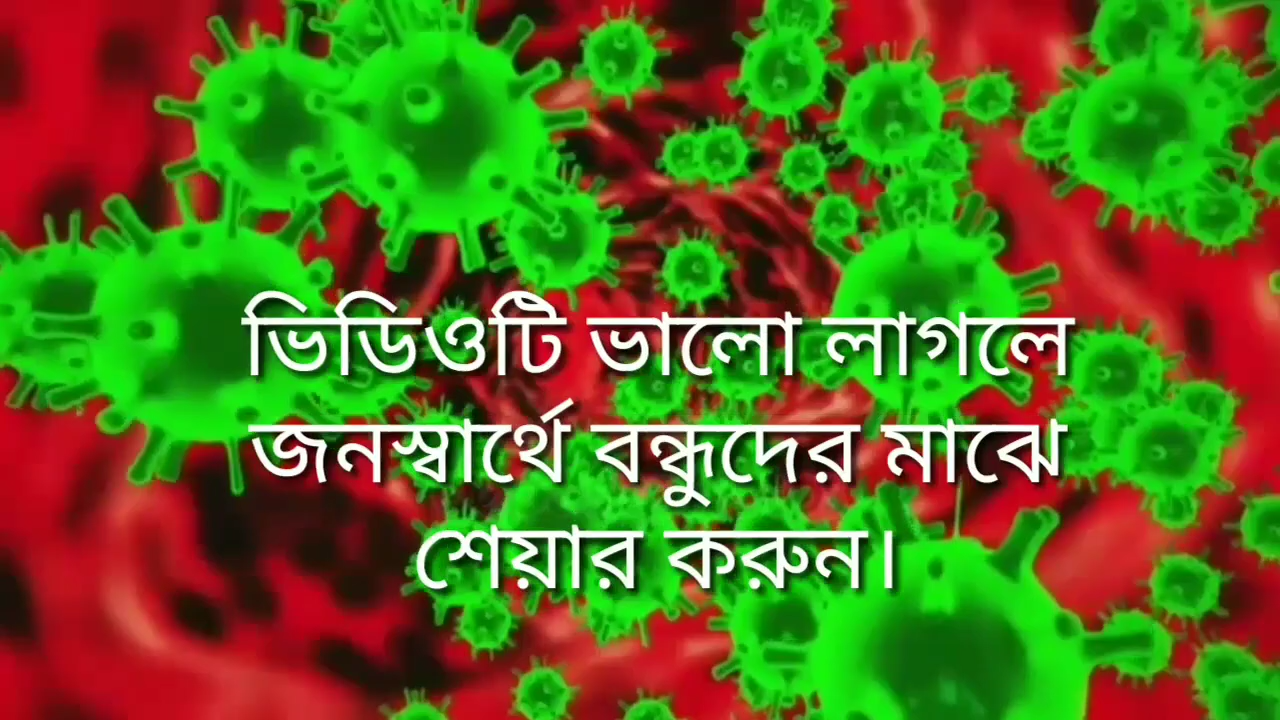 ভিডিওটি ভালো লাগলে
জনস্বার্থে বন্ধুদের মাঝে
শেয়ার করুন।